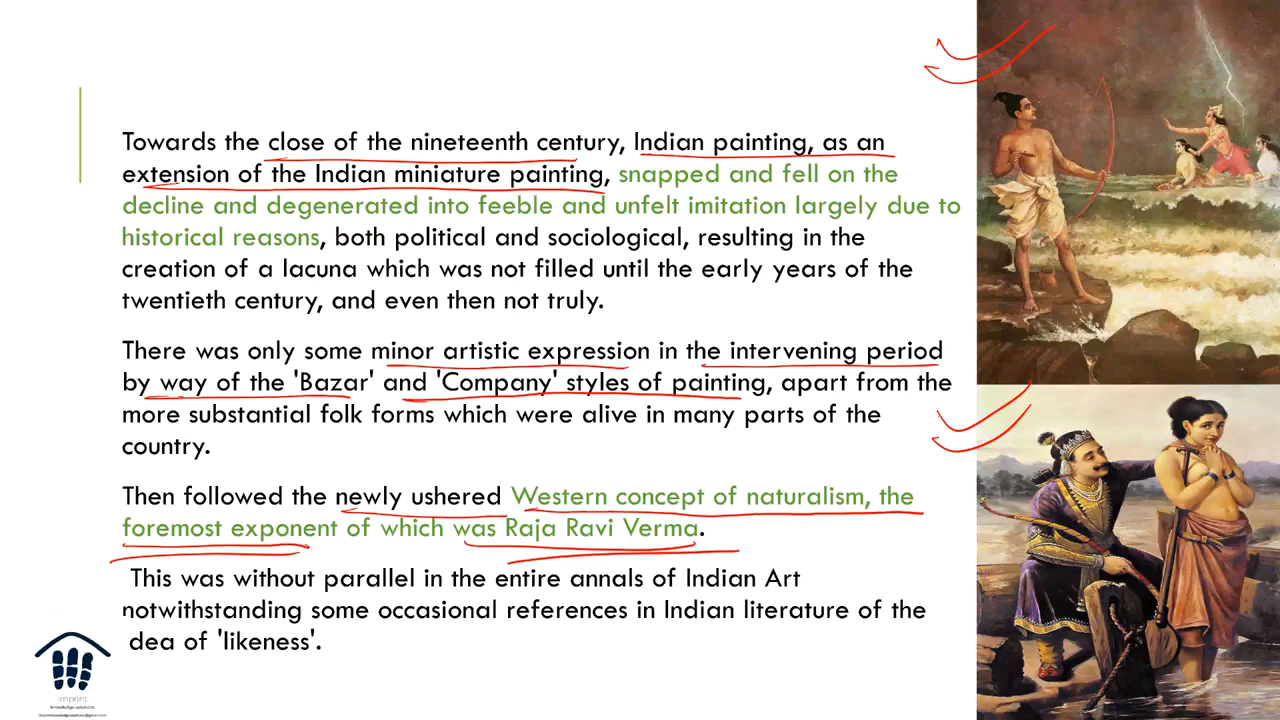 Towards the close of the nineteenth century, Indian painting, as an
extension of the Indian miniature painting, snapped and fell on the
decline and degenerated into feeble and unfelt imitation largely due to
historical reasons, both political and sociological, resulting in the
creation of a lacuna which was not filled until the early years of the
twentieth century, and even then not truly.
There was only some minor artistic expression in the intervening period
by way of the 'Bazar' and 'Company' styles of painting, apart from the
more substantial folk forms which were alive in many parts of the
country.
Then followed the newly ushered Western concept of naturalism, the
foremost exponent of which was Raja Ravi Verma.
This was without parallel in the entire annals of Indian Art
notwithstanding some occasional references in Indian literature of the
dea of 'likeness'.
imprint
knowledge solutions